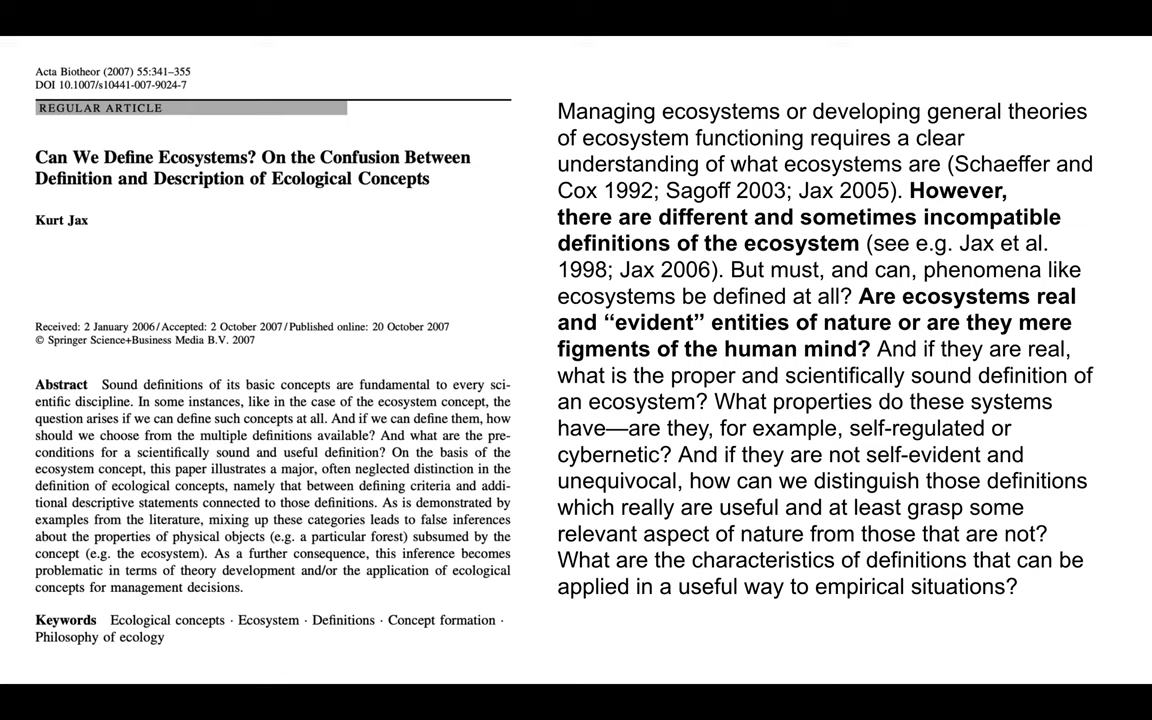 Acta Biotheor (2007) 55:341–355
DOI 10.1007/s10441-007-9024-7
REGULAR ARTICLE
Can We Define Ecosystems? On the Confusion Between
Definition and Description of Ecological Concepts
Kurt Jax
Received: 2 January 2006 / Accepted: 2 October 2007 / Published online: 20 October 2007
© Springer Science+Business Media B.V. 2007
Abstract Sound definitions of its basic concepts are fundamental to every sci-
entific discipline. In some instances, like in the case of the ecosystem concept, the
question arises if we can define such concepts at all. And if we can define them, how
should we choose from the multiple definitions available? And what are the pre-
conditions for a scientifically sound and useful definition? On the basis of the
ecosystem concept, this paper illustrates a major, often neglected distinction in the
definition of ecological concepts, namely that between defining criteria and addi-
tional descriptive statements connected to those definitions. As is demonstrated by
examples from the literature, mixing up these categories leads to false inferences
about the properties of physical objects (e.g. a particular forest) subsumed by the
concept (e.g. the ecosystem). As a further consequence, this inference becomes
problematic in terms of theory development and/or the application of ecological
concepts for management decisions.
Keywords Ecological concepts · Ecosystem · Definitions · Concept formation ·
Philosophy of ecology
Managing ecosystems or developing general theories
of ecosystem functioning requires a clear
understanding of what ecosystems are (Schaeffer and
Cox 1992; Sagoff 2003; Jax 2005). However,
there are different and sometimes incompatible
definitions of the ecosystem (see e.g. Jax et al.
1998; Jax 2006). But must, and can, phenomena like
ecosystems be defined at all? Are ecosystems real
and “evident” entities of nature or are they mere
figments of the human mind? And if they are real,
what is the proper and scientifically sound definition of
an ecosystem? What properties do these systems
have—are they, for example, self-regulated or
cybernetic? And if they are not self-evident and
unequivocal, how can we distinguish those definitions
which really are useful and at least grasp some
relevant aspect of nature from those that are not?
What are the characteristics of definitions that can be
applied in a useful way to empirical situations?